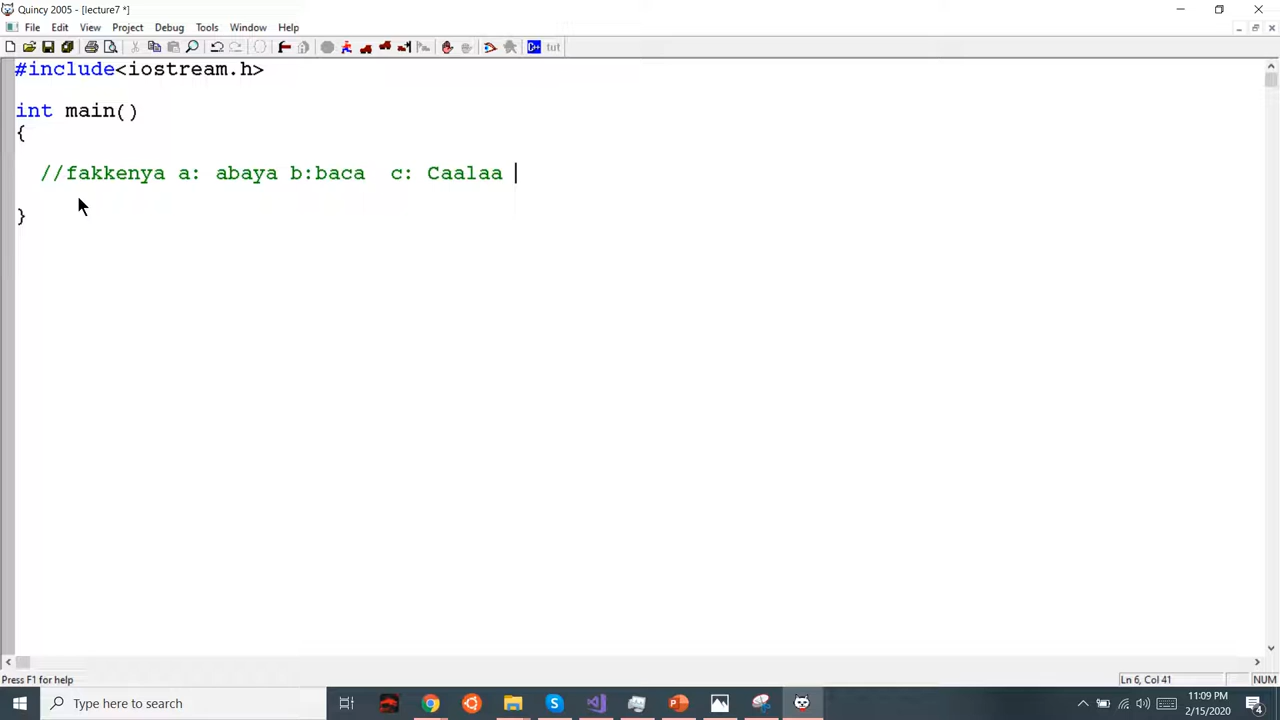 Quincy 2005 - [lecture7 *]
File Edit View Project Debug Tools Window Help
C++ tut
#include<iostream.h>
int main()
{
//fakkenya a: abaya b:baca  c: Caalaa
}
Press F1 for help
Ln 6, Col 41
NUM
Type here to search
11:09 PM
2/15/2020
4